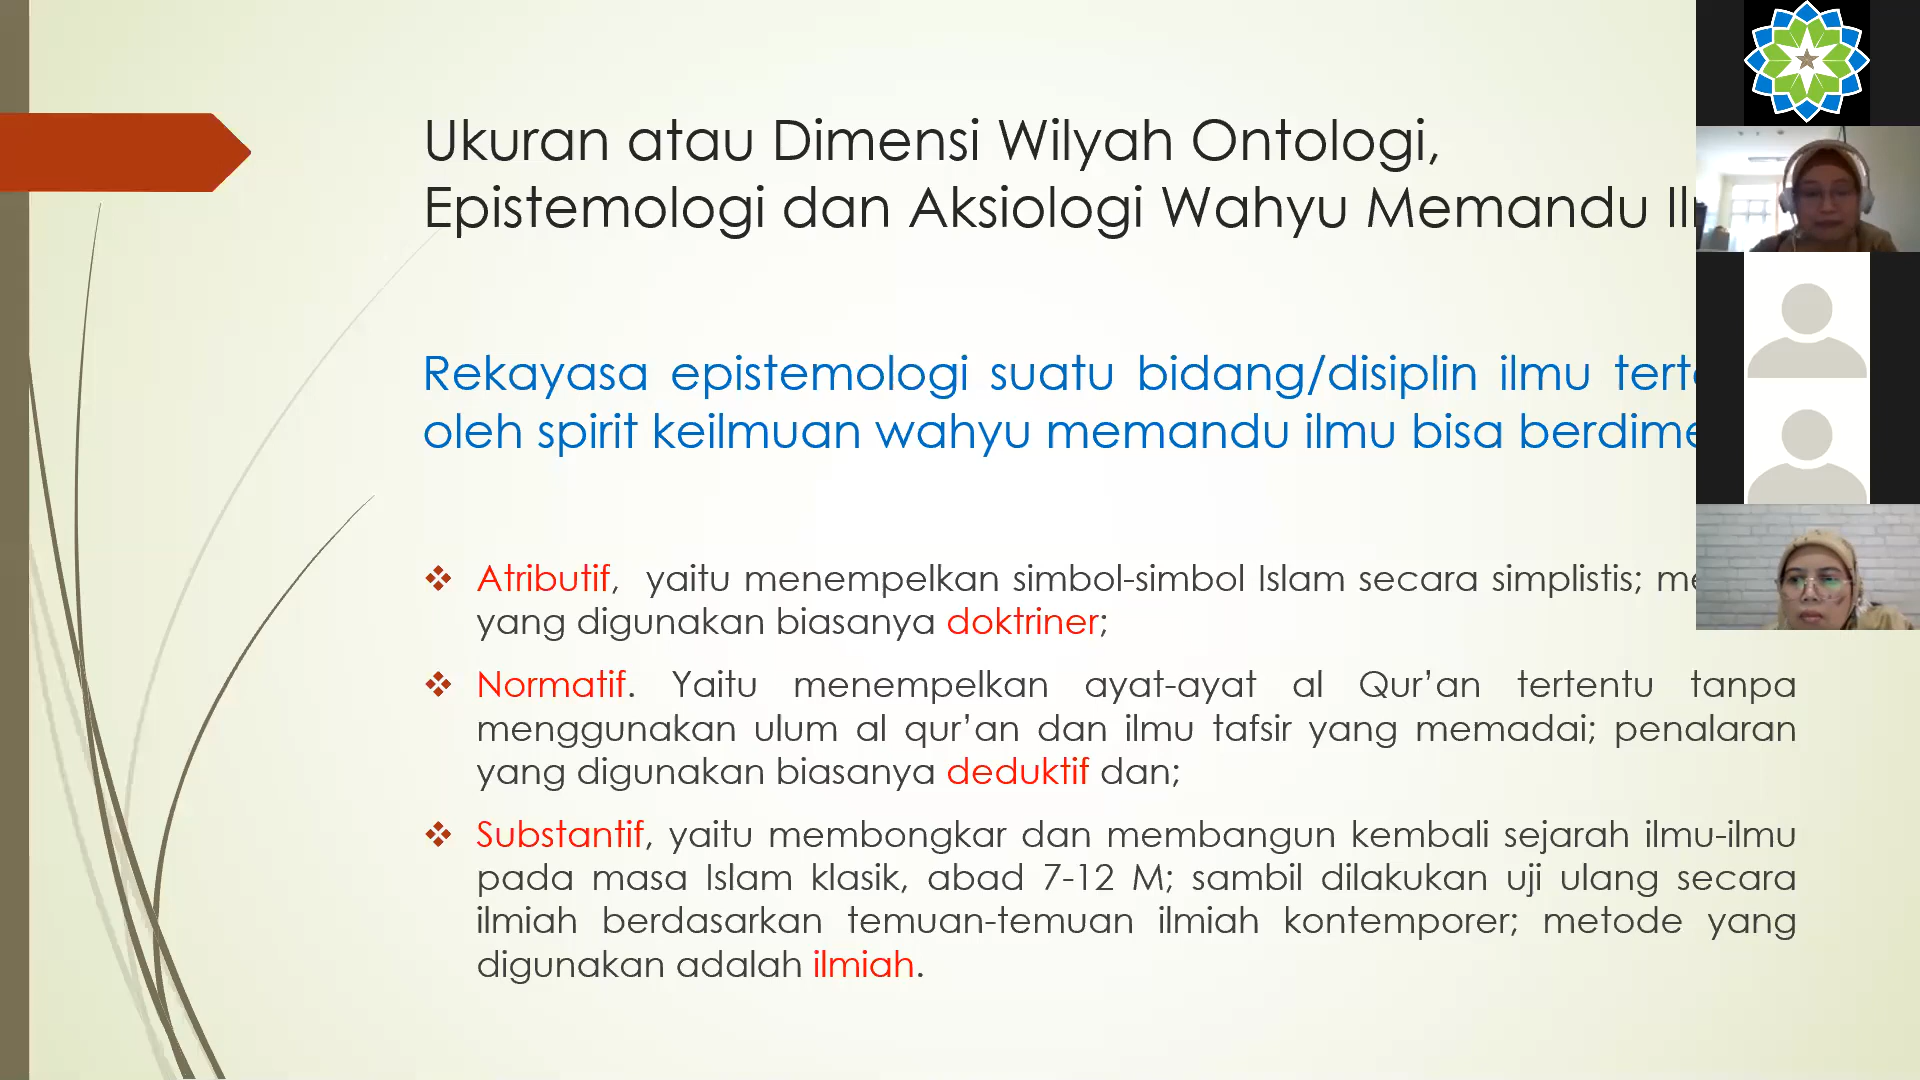 Ukuran atau Dimensi Wilyah Ontologi,
Epistemologi dan Aksiologi Wahyu Memandu
Rekayasa epistemologi suatu bidang/disiplin ilmu
oleh spirit keilmuan wahyu memandu ilmu bisa
❖ Atributif, yaitu menempelkan simbol-simbol Islam secara simplistis;
yang digunakan biasanya doktriner;
❖ Normatif. Yaitu menempelkan ayat-ayat al Qur’an tertentu tanpa
menggunakan ulum al qur’an dan ilmu tafsir yang memadai; penalaran
yang digunakan biasanya deduktif dan;
❖ Substantif, yaitu membongkar dan membangun kembali sejarah ilmu-ilmu
pada masa Islam klasik, abad 7-12 M; sambil dilakukan uji ulang secara
ilmiah berdasarkan temuan-temuan ilmiah kontemporer; metode yang
digunakan adalah ilmiah.